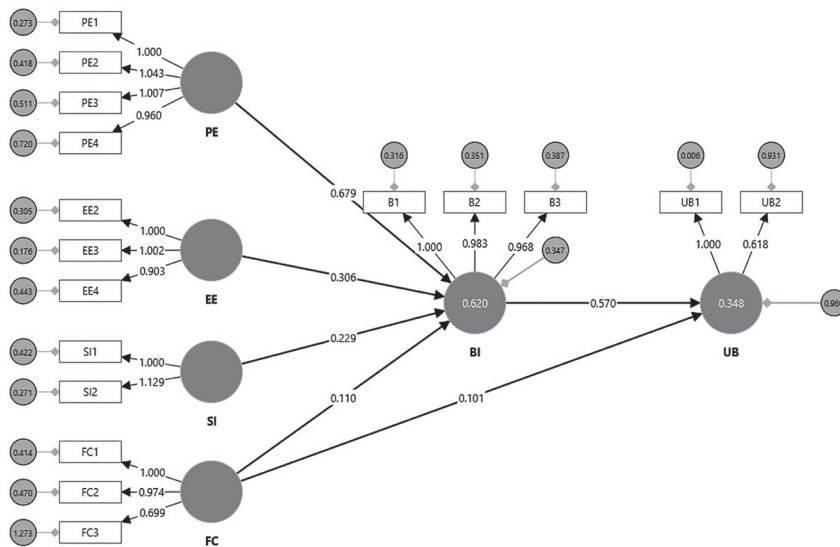 0.273 PE1
1.000
0.418 PE2
1.043
0.511 PE3
1.007
0.720 PE4
0.960
PE
0.679
0.316 0.351 0.387
B1 B2 B3
1.000 0.983 0.968
0.347
0.006 0.931
UB1 UB2
1.000 0.618
0.305 EE2
1.000
0.176 EE3
1.002
0.443 EE4
0.903
EE
0.306
0.620
BI
0.570
0.348
UB
0.229
0.422 SI1
1.000
0.271 SI2
1.129
SI
0.110
0.101
0.414 FC1
1.000
0.470 FC2
0.974
1.273 FC3
0.699
FC